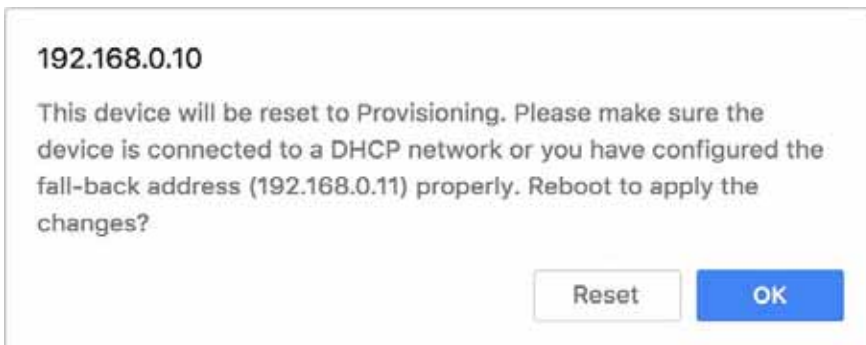 192.168.0.10
This device will be reset to Provisioning. Please make sure the
device is connected to a DHCP network or you have configured the
fall-back address (192.168.0.11) properly. Reboot to apply the
changes?
Reset
OK